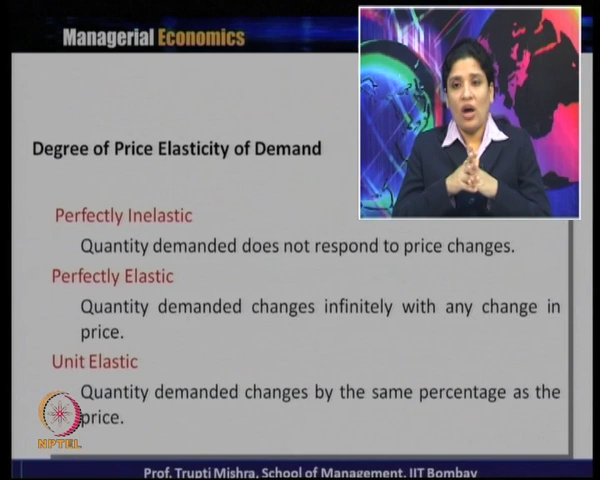 Managerial Economics
Degree of Price Elasticity of Demand
Perfectly Inelastic
Quantity demanded does not respond to price changes.
Perfectly Elastic
Quantity demanded changes infinitely with any change in
price.
Unit Elastic
Quantity demanded changes by the same percentage as the
price.
NPTEL
Prof. Trupti Mishra, School of Management, IIT Bombay